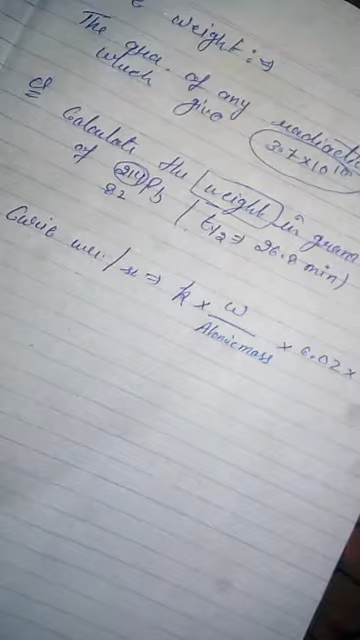 weight :⇒
The qua. of any radioacti
which give 3.7×10¹⁰
Q Calculate the weight in grams
of ²¹⁴₈₂Pb (t½ ⇒ 26.8 min)
Curie wei. / x ⇒ k × w/Atomic mass × 6.02×